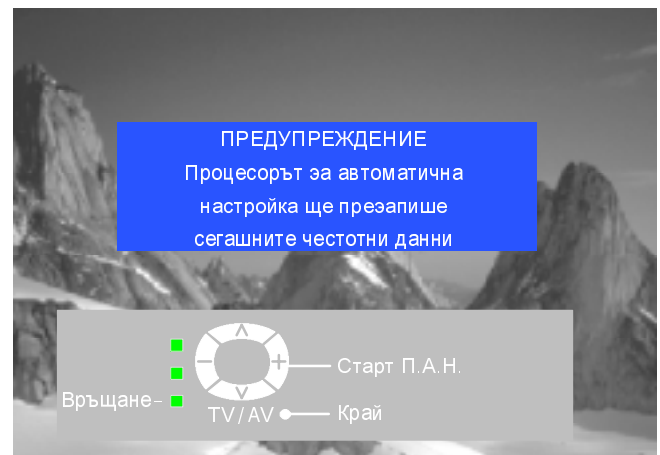 ПРЕДУПРЕЖДЕНИЕ
Процесорът эа автоматична
настройка ще преэапише
сегашните честотни данни
Старт П.А.Н.
Връщане
TV/AV
Край